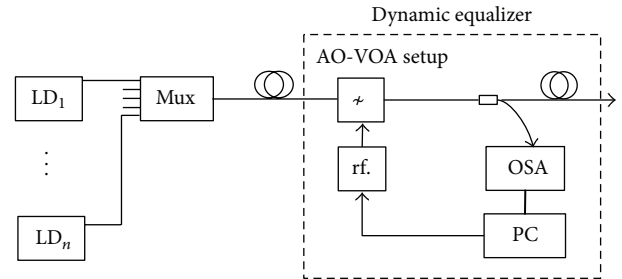 Dynamic equalizer
AO-VOA setup
LD₁
Mux
~
rf.
OSA
⋮
LDₙ
PC